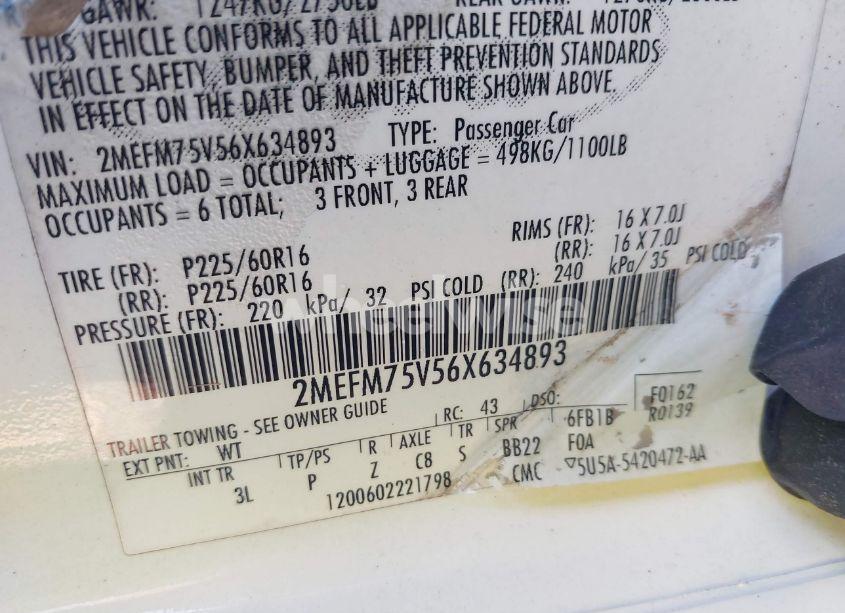 GAWR: 1247KG/2750LB
THIS VEHICLE CONFORMS TO ALL APPLICABLE FEDERAL MOTOR
VEHICLE SAFETY, BUMPER, AND THEFT PREVENTION STANDARDS
IN EFFECT ON THE DATE OF MANUFACTURE SHOWN ABOVE.
VIN: 2MEFM75V56X634893 TYPE: Passenger Car
MAXIMUM LOAD = OCCUPANTS + LUGGAGE = 498KG/1100LB
OCCUPANTS = 6 TOTAL; 3 FRONT, 3 REAR
TIRE (FR): P225/60R16 RIMS (FR): 16 X 7.0J
(RR): P225/60R16 (RR): 16 X 7.0J
PRESSURE (FR): 220 kPa/ 32 PSI COLD (RR): 240 kPa/ 35 PSI COLD
wheelwise
2MEFM75V56X634893
TRAILER TOWING - SEE OWNER GUIDE
F0162
R0139
EXT PNT: WT RC: 43 DSO:
INT TR TP/PS R AXLE TR SPR 6FB1B
3L P Z C8 S BB22 FOA
1200602221798 CMC ▽5U5A-5420472-AA